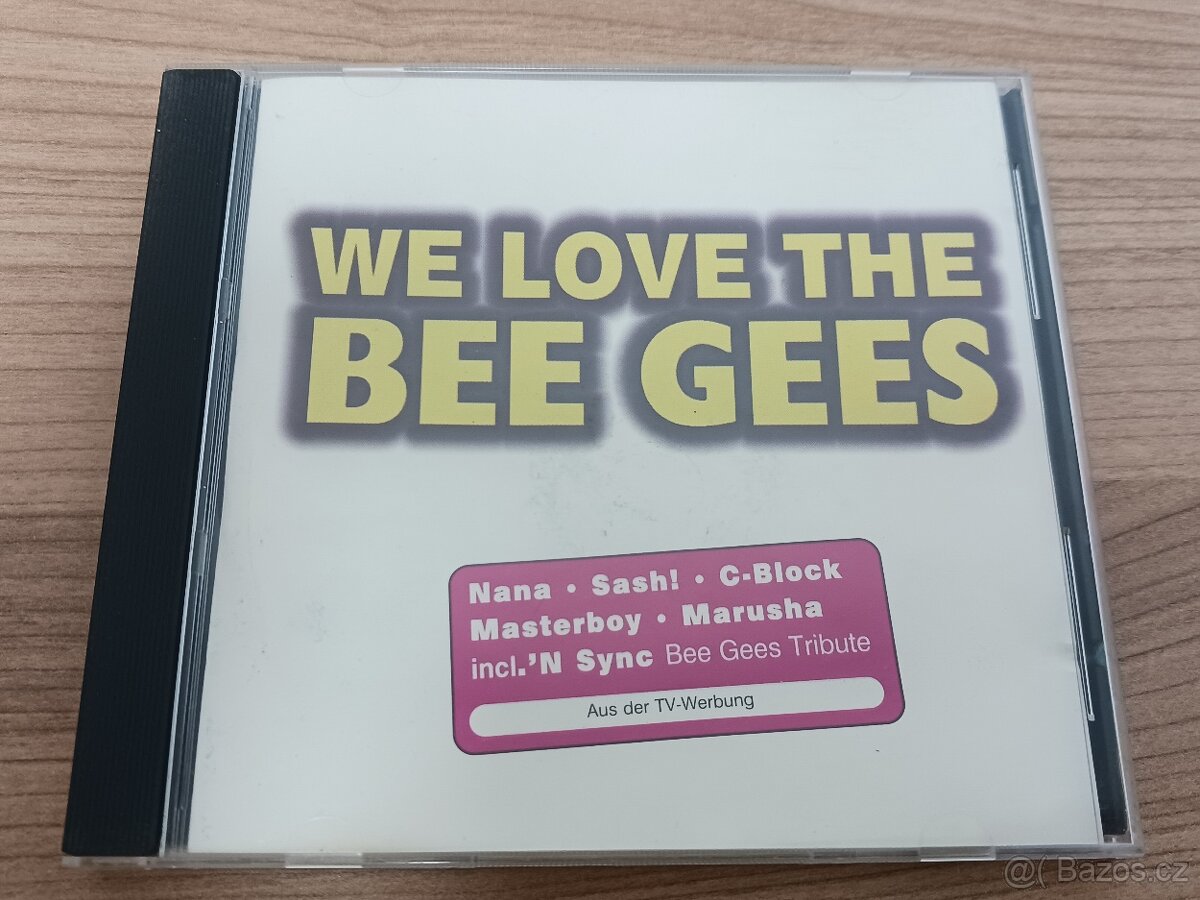 WE LOVE THE
BEE GEES
Nana • Sash! • C-Block
Masterboy • Marusha
incl.'N Sync Bee Gees Tribute
Aus der TV-Werbung
@( Bazos.cz